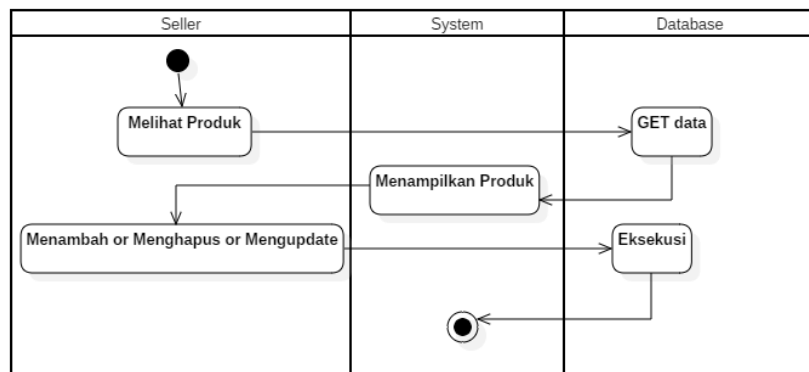 Seller
System
Database
Melihat Produk
GET data
Menampilkan Produk
Menambah or Menghapus or Mengupdate
Eksekusi